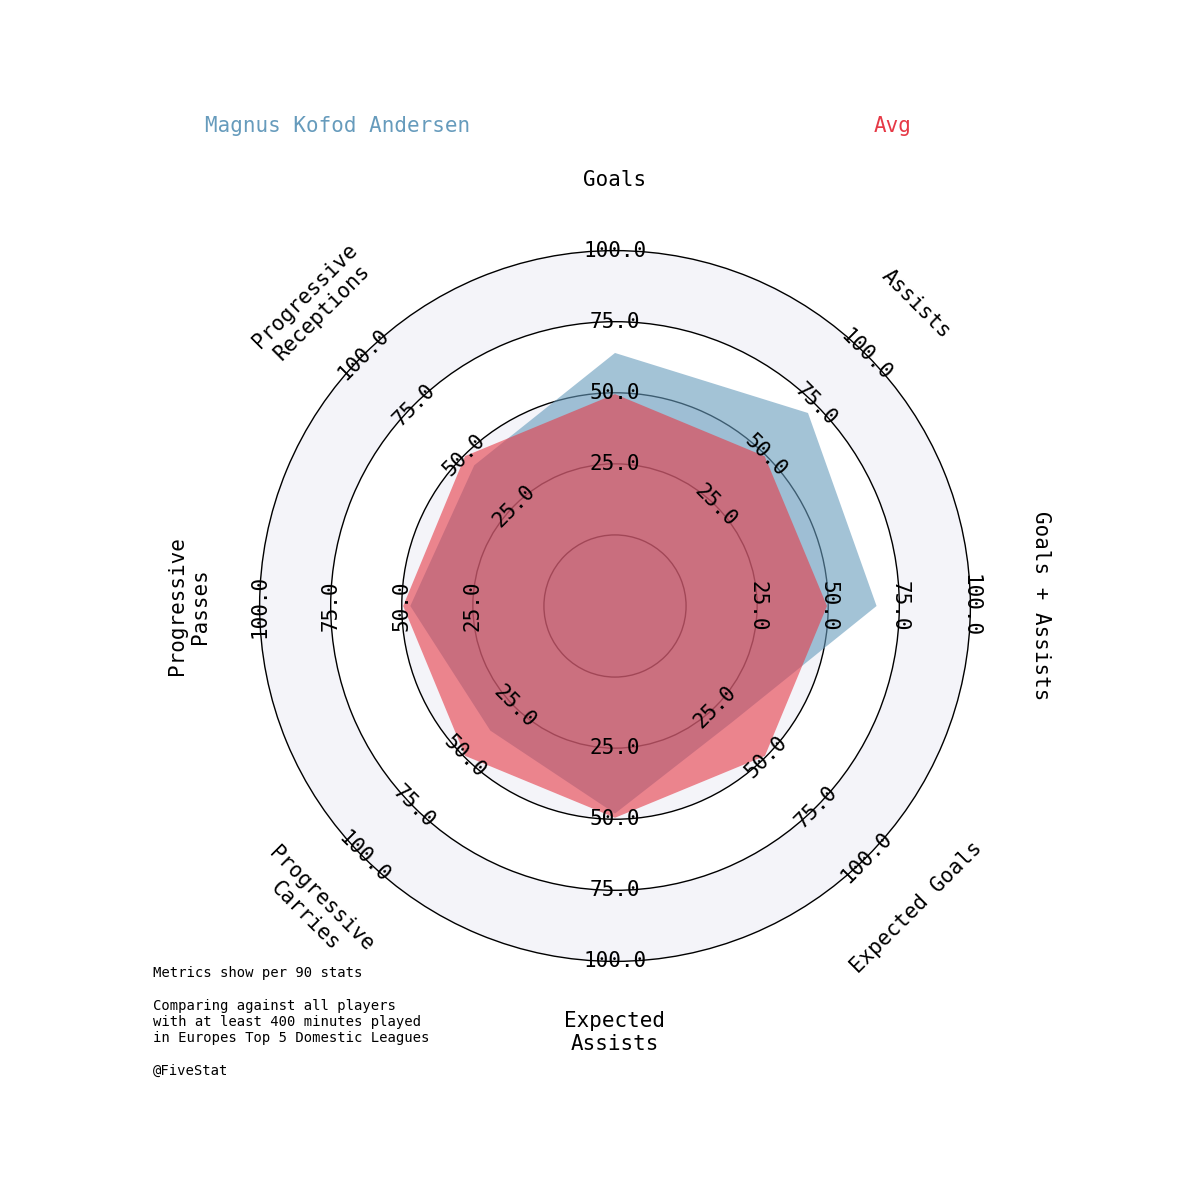 Magnus Kofod Andersen
Avg
Goals
Assists
Goals + Assists
Expected Goals
Expected
Assists
Progressive
Carries
Progressive
Passes
Progressive
Receptions
100.0
75.0
50.0
25.0
100.0
75.0
50.0
25.0
100.0
75.0
50.0
25.0
100.0
75.0
50.0
25.0
100.0
75.0
50.0
25.0
100.0
75.0
50.0
25.0
100.0
75.0
50.0
25.0
100.0
75.0
50.0
25.0
Metrics show per 90 stats
Comparing against all players
with at least 400 minutes played
in Europes Top 5 Domestic Leagues
@FiveStat